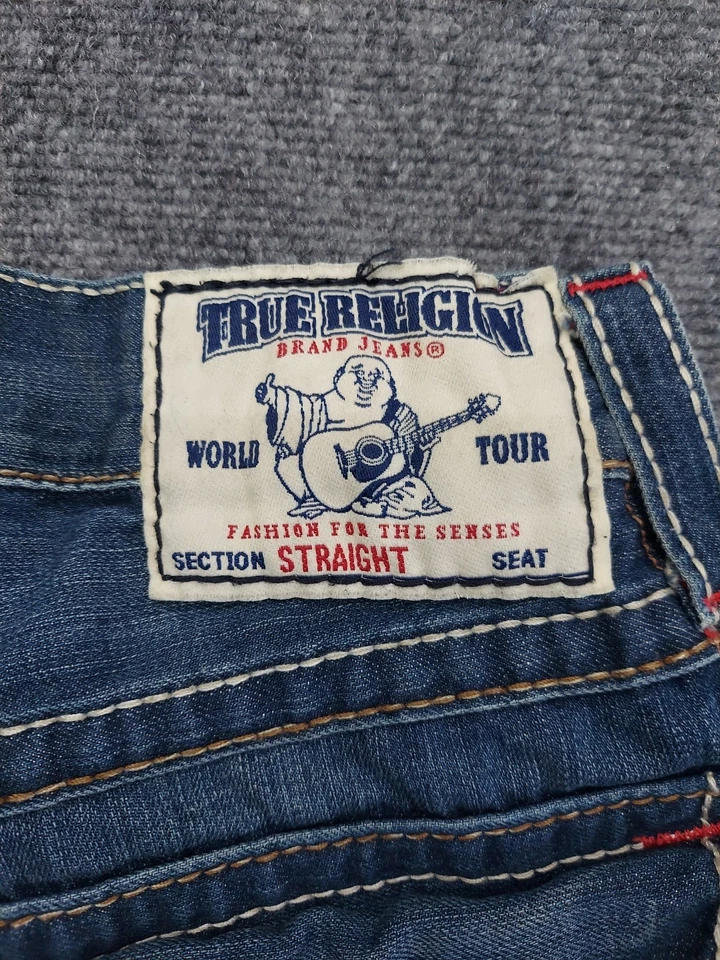 TRUE RELIGION
BRAND JEANS®
WORLD TOUR
FASHION FOR THE SENSES
SECTION STRAIGHT SEAT